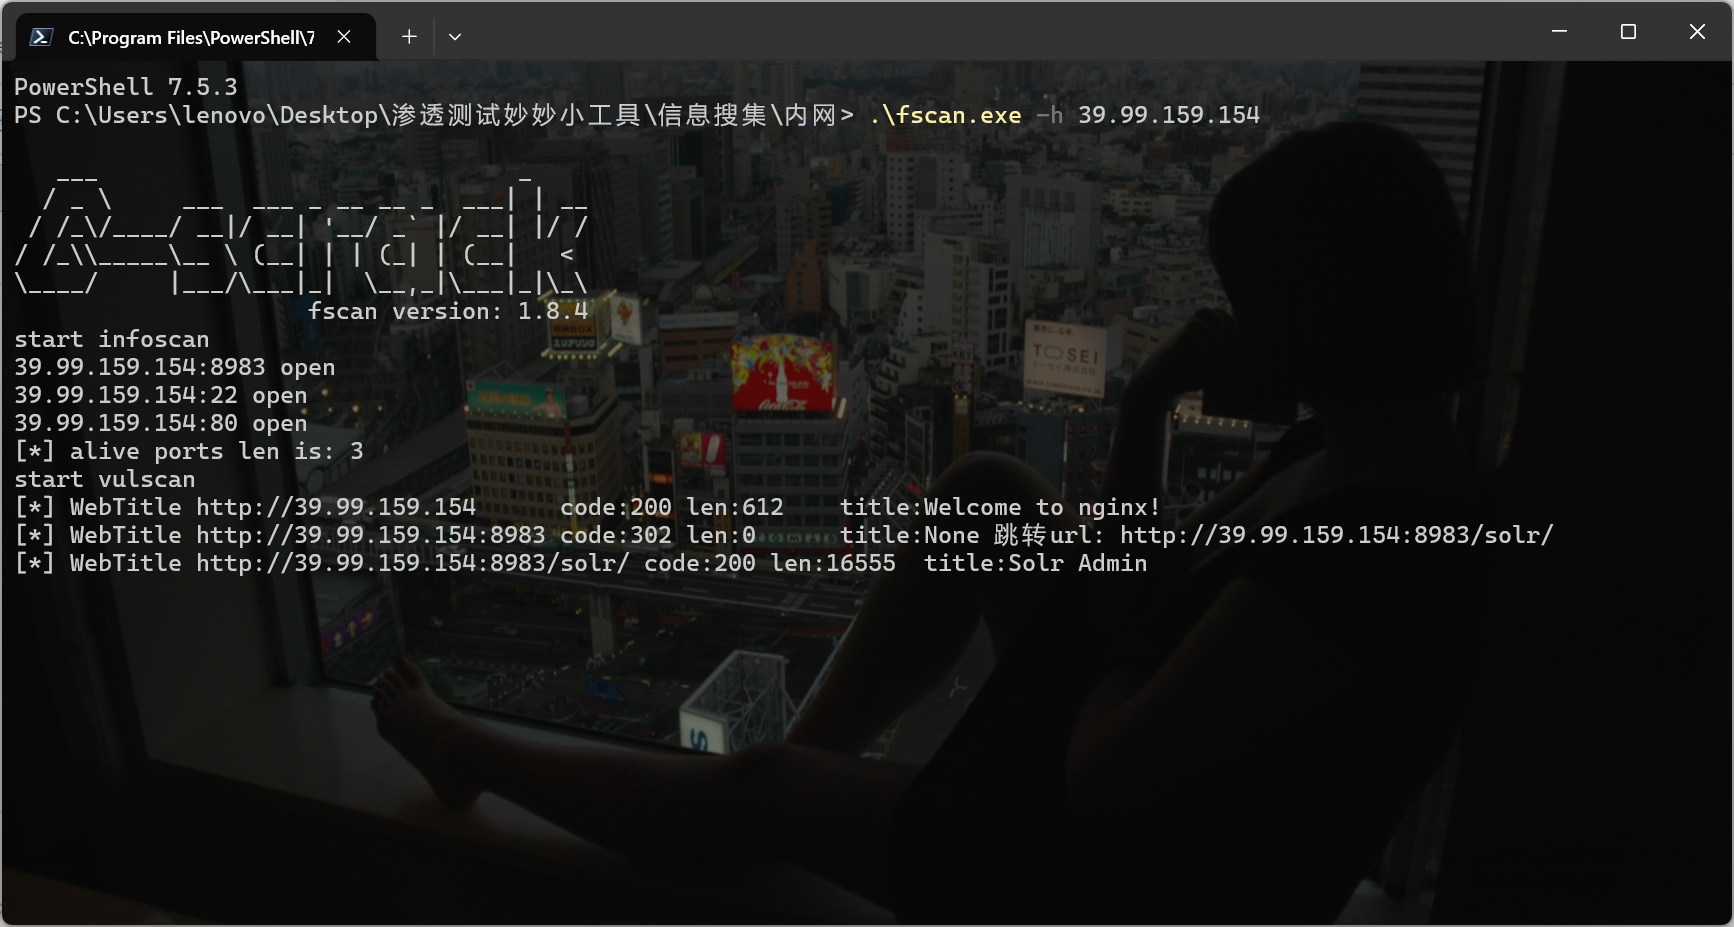 C:\Program Files\PowerShell\7
PowerShell 7.5.3
PS C:\Users\lenovo\Desktop\渗透测试妙妙小工具\信息搜集\内网> .\fscan.exe -h 39.99.159.154
   ___                              _
  / _ \     ___  ___ _ __ __ _  ___| | __
 / /_\/____/ __|/ __| '__/ _` |/ __| |/ /
/ /_\\_____\__ \ (__| | | (_| | (__|   <
\____/     |___/\___|_|  \__,_|\___|_|\_\
                     fscan version: 1.8.4
start infoscan
39.99.159.154:8983 open
39.99.159.154:22 open
39.99.159.154:80 open
[*] alive ports len is: 3
start vulscan
[*] WebTitle http://39.99.159.154      code:200 len:612    title:Welcome to nginx!
[*] WebTitle http://39.99.159.154:8983 code:302 len:0      title:None 跳转url: http://39.99.159.154:8983/solr/
[*] WebTitle http://39.99.159.154:8983/solr/ code:200 len:16555  title:Solr Admin
TOSEI
Coca-Cola